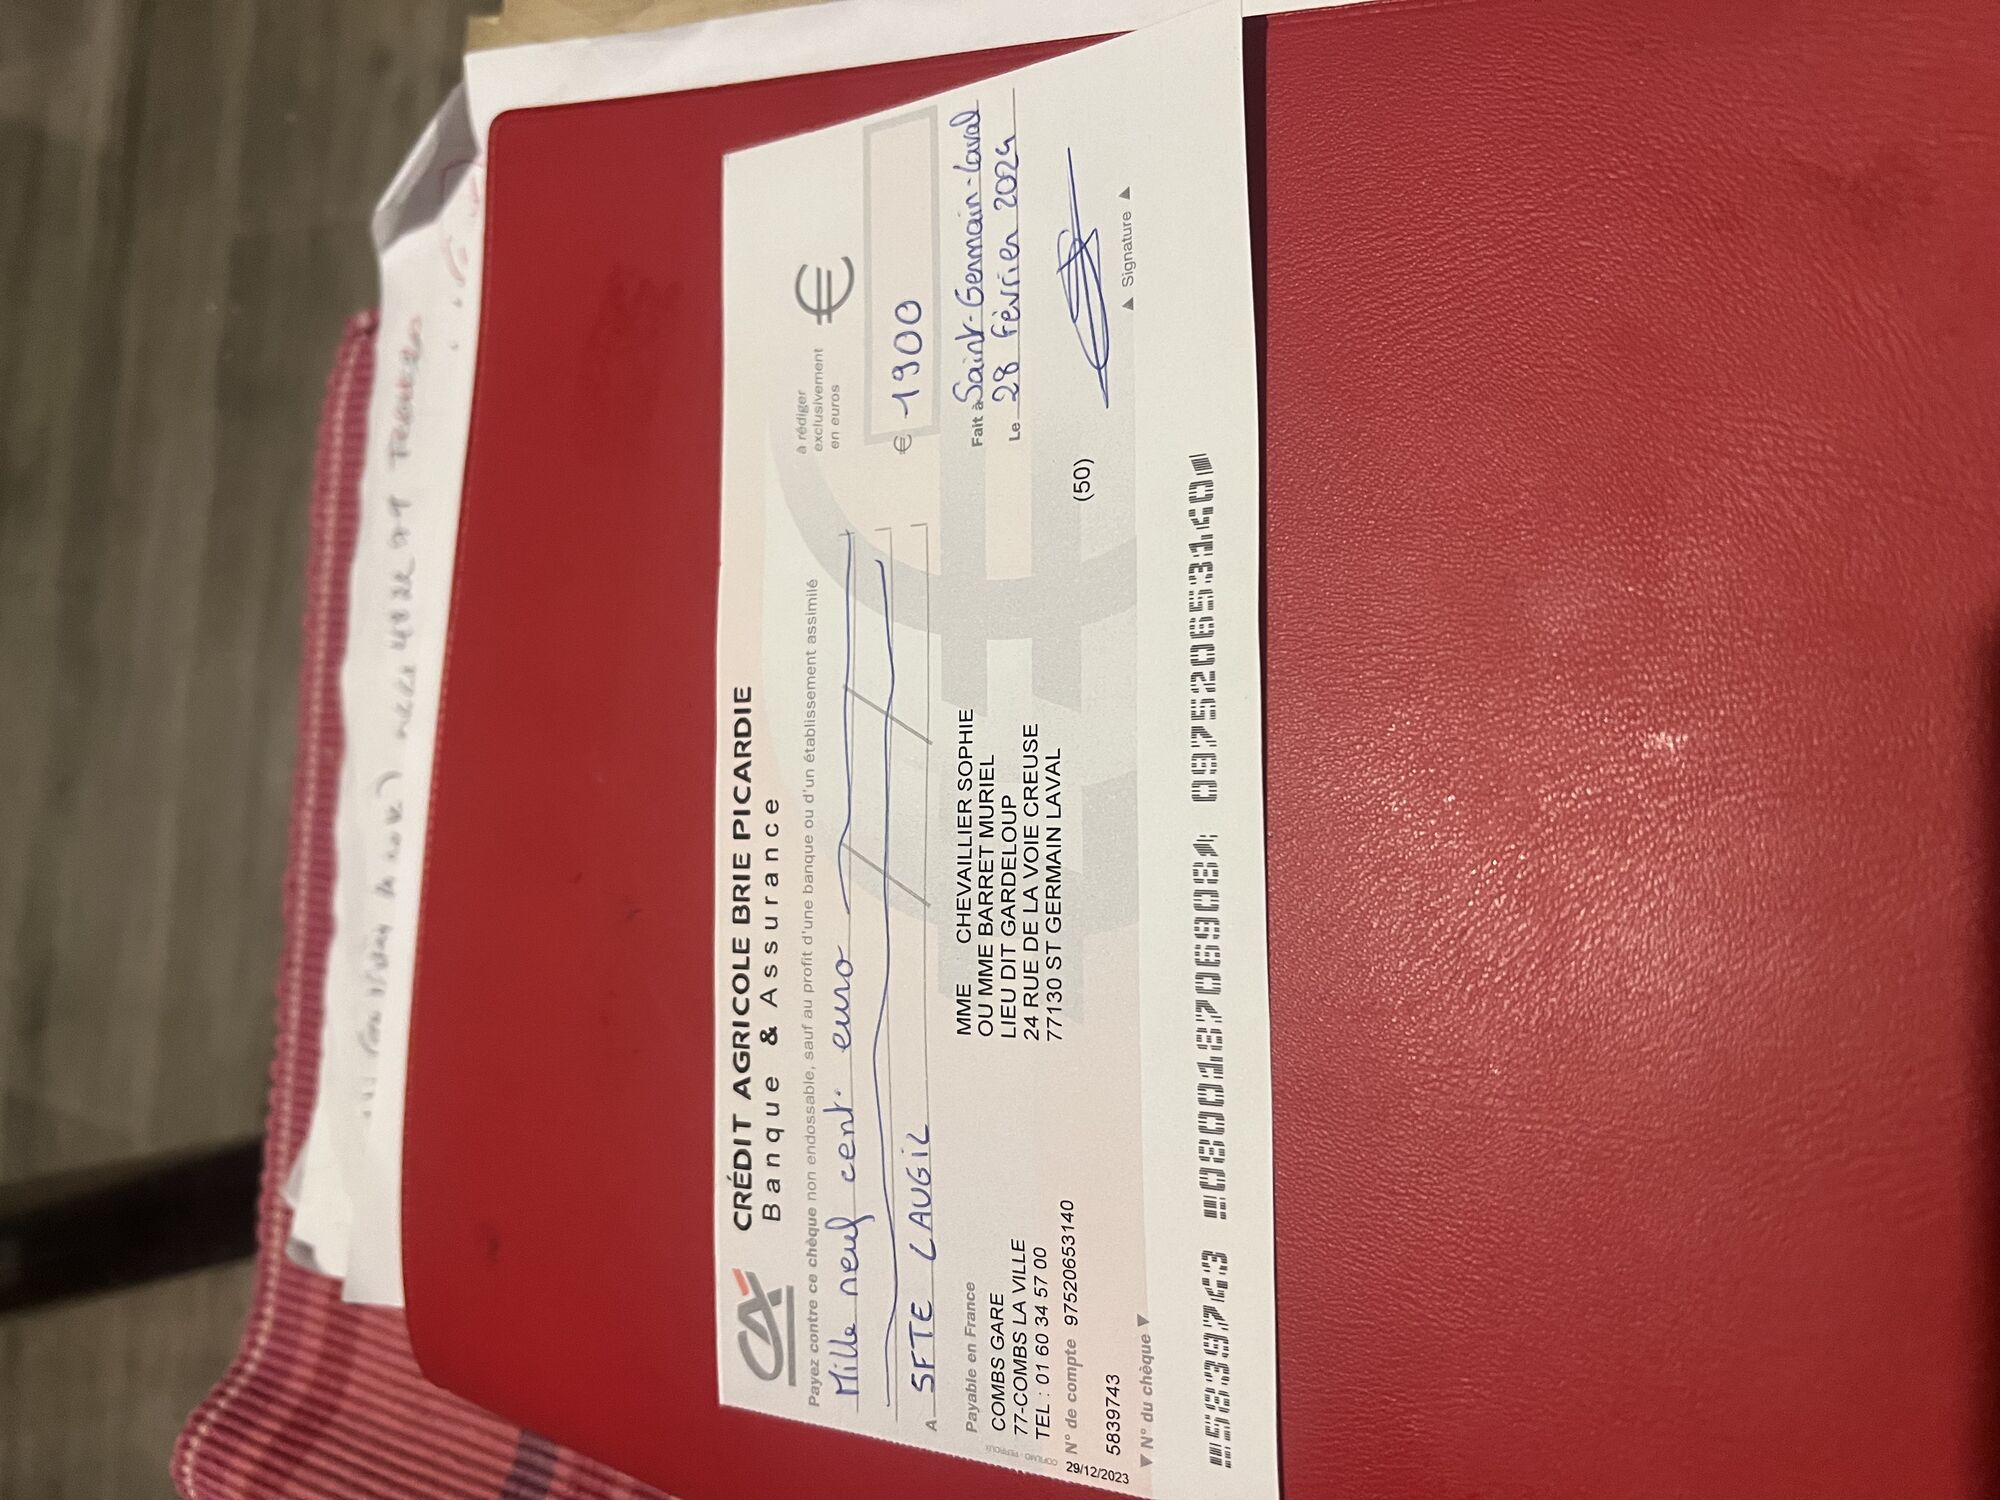 CA
CRÉDIT AGRICOLE BRIE PICARDIE
Banque & Assurance
à rédiger
exclusivement
en euros
€
Payez contre ce chèque non endossable, sauf au profit d'une banque ou d'un établissement assimilé
Mille neuf cent euro
€ 1900
A SFTE LAUGIL
Payable en France
COMBS GARE
77-COMBS LA VILLE
TEL : 01 60 34 57 00
N° de compte 97520653140
29/12/2023
5839743
▼ N° du chèque ▼
MME CHEVAILLIER SOPHIE
OU MME BARRET MURIEL
LIEU DIT GARDELOUP
24 RUE DE LA VOIE CREUSE
77130 ST GERMAIN LAVAL
(50)
Fait à Saint-Germain-Laval
Le 28 Février 2024
▲ Signature ▲